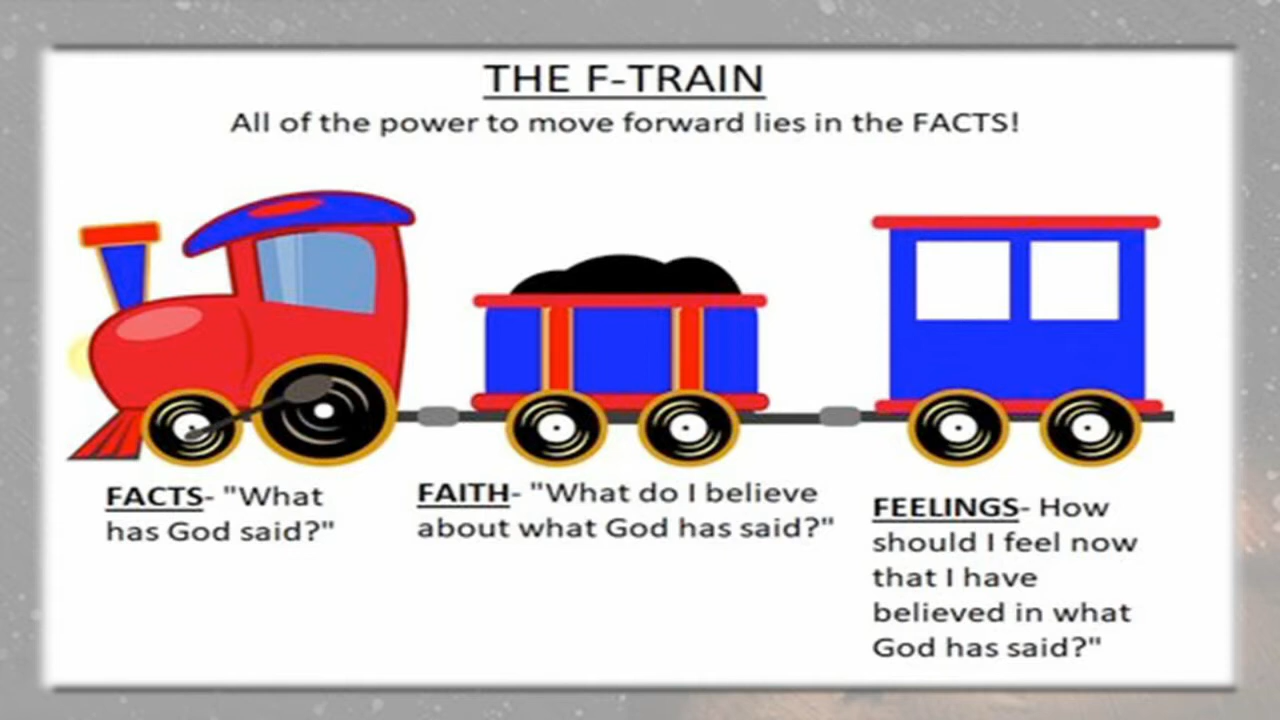 THE F-TRAIN
All of the power to move forward lies in the FACTS!
FACTS- "What
has God said?"
FAITH- "What do I believe
about what God has said?"
FEELINGS- How
should I feel now
that I have
believed in what
God has said?"